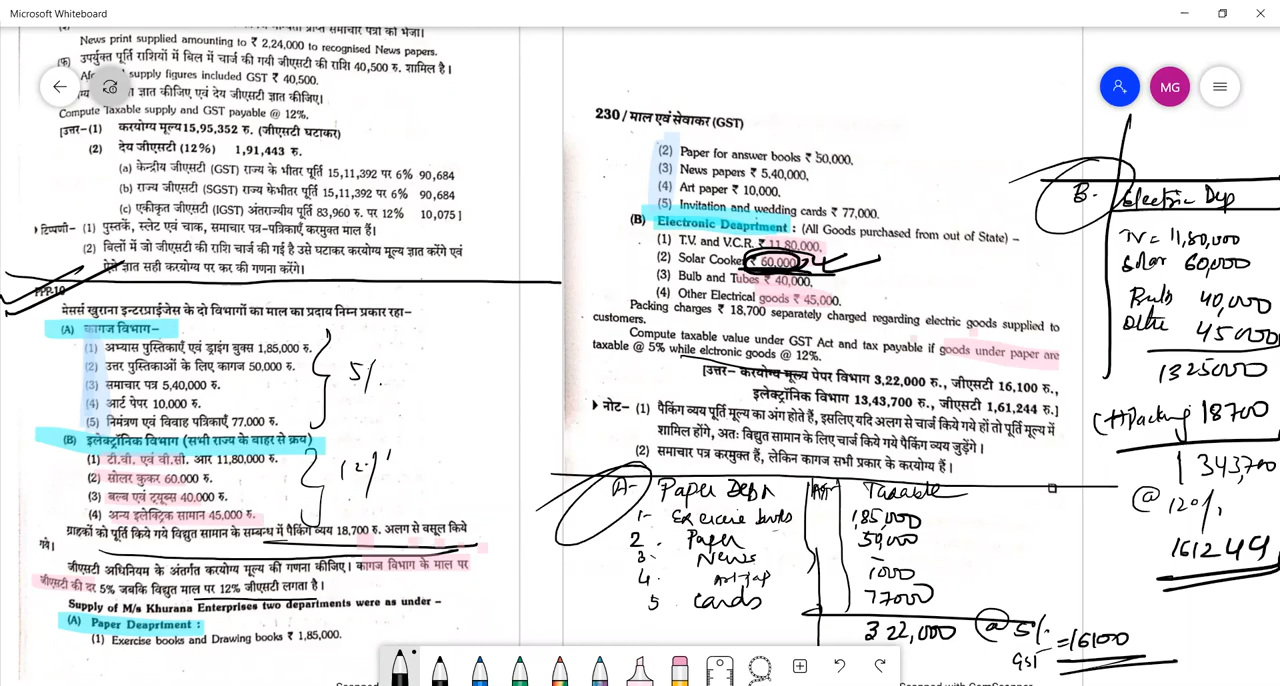 Microsoft Whiteboard
News print supplied amounting to ₹ 2,24,000 to recognised News papers.
उपर्युक्त पूर्ति राशियों में बिल में चार्ज की गयी जीएसटी की राशि 40,500 रु. शामिल है।
supply figures included GST ₹ 40,500.
ज्ञात कीजिए एवं देय जीएसटी ज्ञात कीजिए।
Compute Taxable supply and GST payable @ 12%.
[उत्तर-(1) करयोग्य मूल्य 15,95,352 रु. (जीएसटी घटाकर)
(2) देय जीएसटी (12%) 1,91,443 रु.
(a) केन्द्रीय जीएसटी (GST) राज्य के भीतर पूर्ति 15,11,392 पर 6% 90,684
(b) राज्य जीएसटी (SGST) राज्य केभीतर पूर्ति 15,11,392 पर 6% 90,684
(c) एकीकृत जीएसटी (IGST) अंतराज्यीय पूर्ति 83,960 रु. पर 12% 10,075]
टिप्पणी- (1) पुस्तकें, स्लेट एवं चाक, समाचार पत्र-पत्रिकाएँ करमुक्त माल हैं।
(2) बिलों में जो जीएसटी की राशि चार्ज की गई है उसे घटाकर करयोग्य मूल्य ज्ञात करेंगे एवं
ऐसे ज्ञात सही करयोग्य पर कर की गणना करेंगे।
मेसर्स खुराना इन्टरप्राईजेस के दो विभागों का माल का प्रदाय निम्न प्रकार रहा-
(A) कागज विभाग-
(1) अभ्यास पुस्तिकाएँ एवं ड्राइंग बुक्स 1,85,000 रु.
(2) उत्तर पुस्तिकाओं के लिए कागज 50,000 रु.
(3) समाचार पत्र 5,40,000 रु.
(4) आर्ट पेपर 10,000 रु.
(5) निमंत्रण एवं विवाह पत्रिकाएँ 77,000 रु.
5%
(B) इलेक्ट्रॉनिक विभाग (सभी राज्य के बाहर से क्रय)
(1) टी.वी. एवं वी.सी. आर 11,80,000 रु.
(2) सोलर कुकर 60,000 रु.
(3) बल्ब एवं ट्यूब्स 40,000 रु.
(4) अन्य इलेक्ट्रिक सामान 45,000 रु.
12%
ग्राहकों को पूर्ति किये गये विद्युत सामान के सम्बन्ध में पैकिंग व्यय 18,700 रु. अलग से वसूल किये
गये।
जीएसटी अधिनियम के अंतर्गत करयोग्य मूल्य की गणना कीजिए। कागज विभाग के माल पर
जीएसटी की दर 5% जबकि विद्युत माल पर 12% जीएसटी लगता है।
Supply of M/s Khurana Enterprises two departments were as under -
(A) Paper Deaprtment :
(1) Exercise books and Drawing books ₹ 1,85,000.
230/माल एवं सेवाकर (GST)
(2) Paper for answer books ₹ 50,000,
(3) News papers ₹ 5,40,000,
(4) Art paper ₹ 10,000,
(5) Invitation and wedding cards ₹ 77,000.
(B) Electronic Deaprtment : (All Goods purchased from out of State) -
(1) T.V. and V.C.R. ₹ 11,80,000,
(2) Solar Cooker ₹ 60,000
(3) Bulb and Tubes ₹ 40,000,
(4) Other Electrical goods ₹ 45,000.
Packing charges ₹ 18,700 separately charged regarding electric goods supplied to
customers.
Compute taxable value under GST Act and tax payable if goods under paper are
taxable @ 5% while elctronic goods @ 12%.
[उत्तर- करयोग्य मूल्य पेपर विभाग 3,22,000 रु., जीएसटी 16,100 रु.,
इलेक्ट्रॉनिक विभाग 13,43,700 रु., जीएसटी 1,61,244 रु.]
नोट- (1) पैकिंग व्यय पूर्ति मूल्य का अंग होते हैं, इसलिए यदि अलग से चार्ज किये गये हों तो पूर्ति मूल्य में
शामिल होंगे, अतः विद्युत सामान के लिए चार्ज किये गये पैकिंग व्यय जुड़ेंगे।
(2) समाचार पत्र करमुक्त हैं, लेकिन कागज सभी प्रकार के करयोग्य हैं।
A- Paper Depn Taxable
1- Exercise books 1,85000
2. Paper 50000
3. News -
4. 1000
5 Cards 77000
322,000 @ 5% GST = 16100
MG
B- Electric Dep
TV = 11,80,000
Solar 60,000
Bulb 40,000
45000
1325000
(+) Packing 18700
1343,700
@ 12%
161244